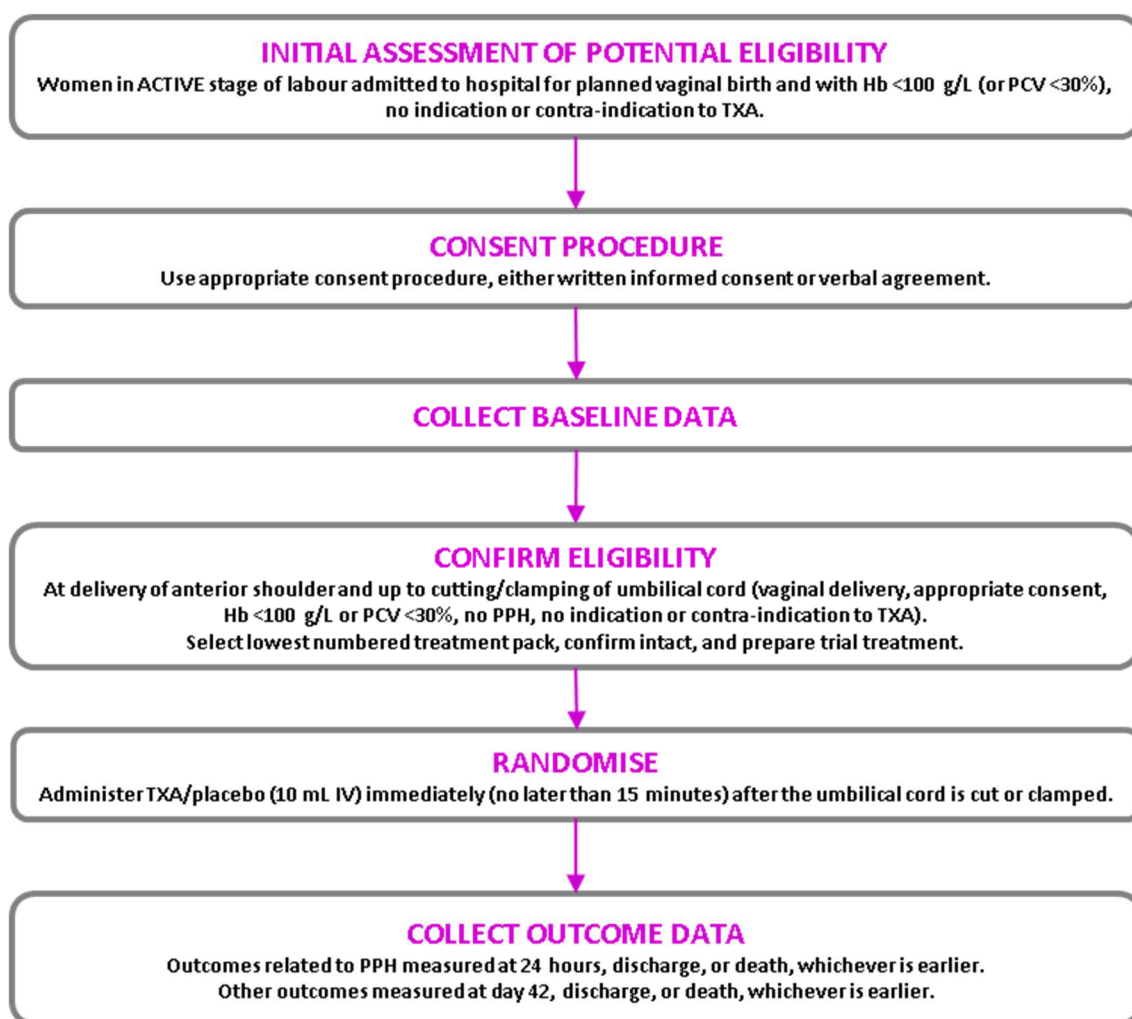 INITIAL ASSESSMENT OF POTENTIAL ELIGIBILITY
Women in ACTIVE stage of labour admitted to hospital for planned vaginal birth and with Hb <100 g/L (or PCV <30%),
no indication or contra-indication to TXA.
CONSENT PROCEDURE
Use appropriate consent procedure, either written informed consent or verbal agreement.
COLLECT BASELINE DATA
CONFIRM ELIGIBILITY
At delivery of anterior shoulder and up to cutting/clamping of umbilical cord (vaginal delivery, appropriate consent,
Hb <100 g/L or PCV <30%, no PPH, no indication or contra-indication to TXA).
Select lowest numbered treatment pack, confirm intact, and prepare trial treatment.
RANDOMISE
Administer TXA/placebo (10 mL IV) immediately (no later than 15 minutes) after the umbilical cord is cut or clamped.
COLLECT OUTCOME DATA
Outcomes related to PPH measured at 24 hours, discharge, or death, whichever is earlier.
Other outcomes measured at day 42, discharge, or death, whichever is earlier.